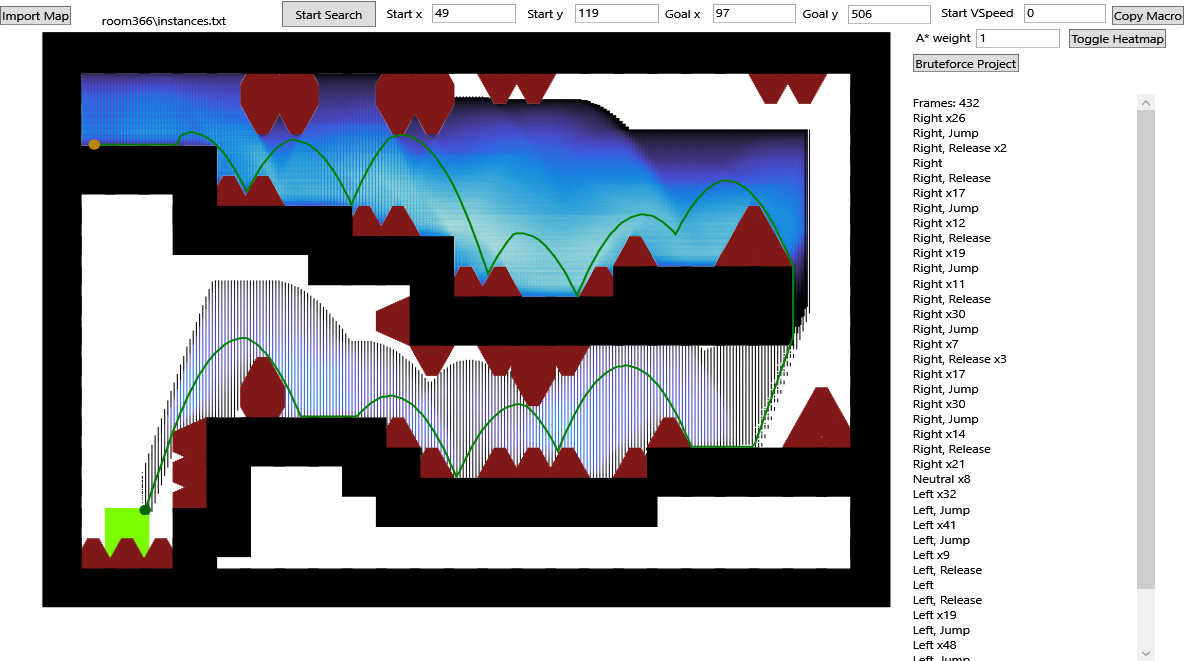 Import Map
room366\instances.txt
Start Search
Start x 49
Start y 119
Goal x 97
Goal y 506
Start VSpeed 0
Copy Macro
A* weight 1
Toggle Heatmap
Bruteforce Project
Frames: 432
Right x26
Right, Jump
Right, Release x2
Right
Right, Release
Right x17
Right, Jump
Right x12
Right, Release
Right x19
Right, Jump
Right x11
Right, Release
Right x30
Right, Jump
Right x7
Right, Release x3
Right x17
Right, Jump
Right x30
Right, Jump
Right x14
Right, Release
Right x21
Neutral x8
Left x32
Left, Jump
Left x41
Left, Jump
Left x9
Left, Release
Left
Left, Release
Left x19
Left, Jump
Left x48
Left, Jump